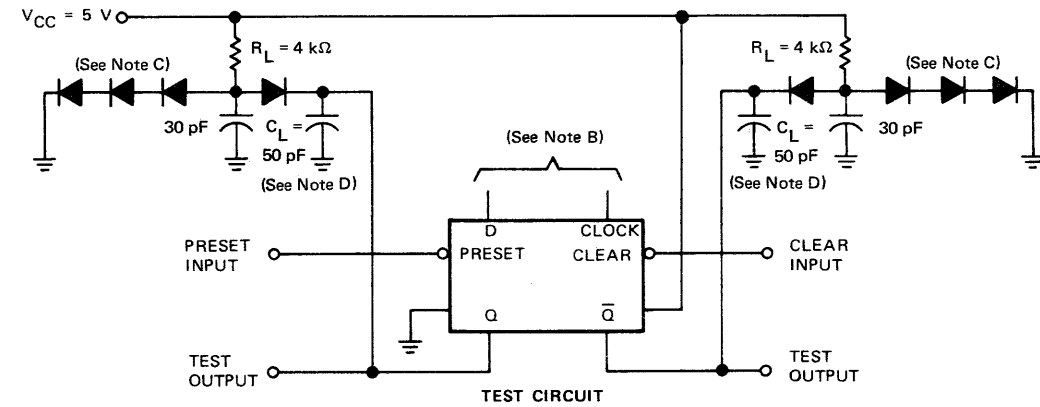 V_CC = 5 V
R_L = 4 kΩ
R_L = 4 kΩ
(See Note C)
(See Note C)
30 pF
C_L =
50 pF
(See Note D)
C_L =
50 pF
(See Note D)
30 pF
(See Note B)
D
CLOCK
PRESET
INPUT
PRESET
CLEAR
CLEAR
INPUT
Q
Q̅
TEST
OUTPUT
TEST
OUTPUT
TEST CIRCUIT